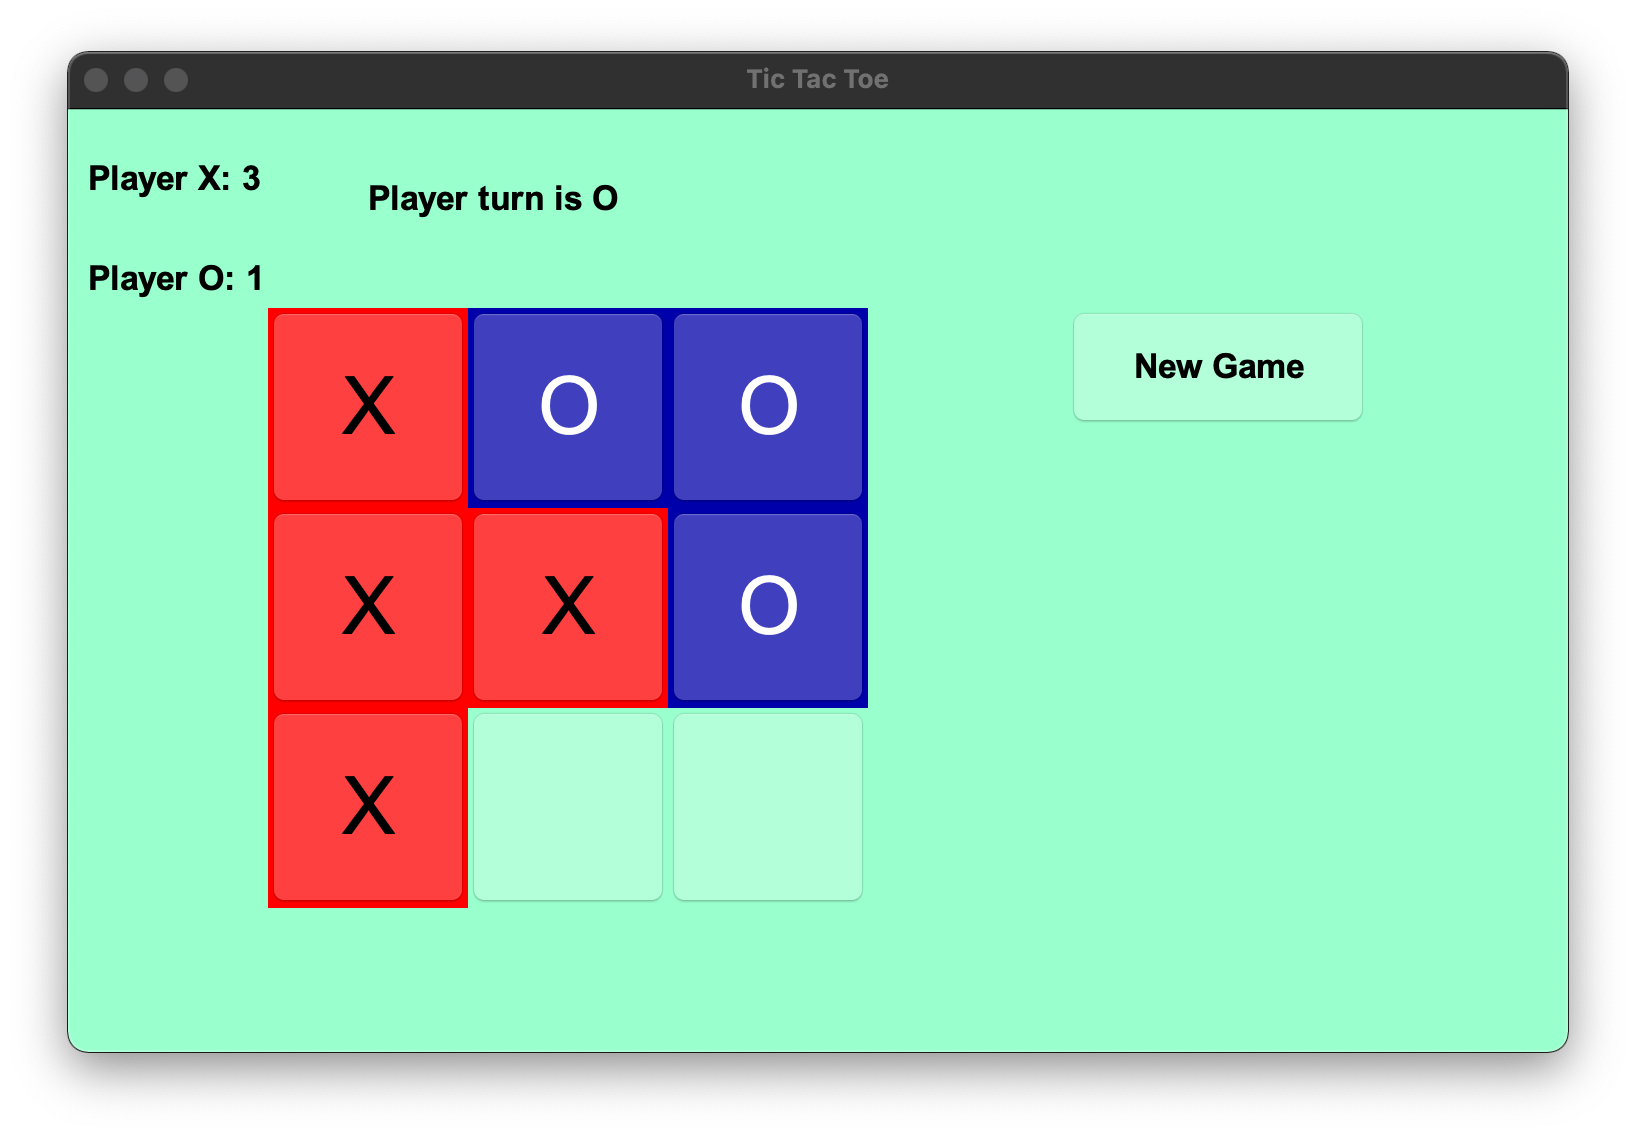 Tic Tac Toe
Player X: 3
Player turn is O
Player O: 1
X O O
New Game
X X O
X